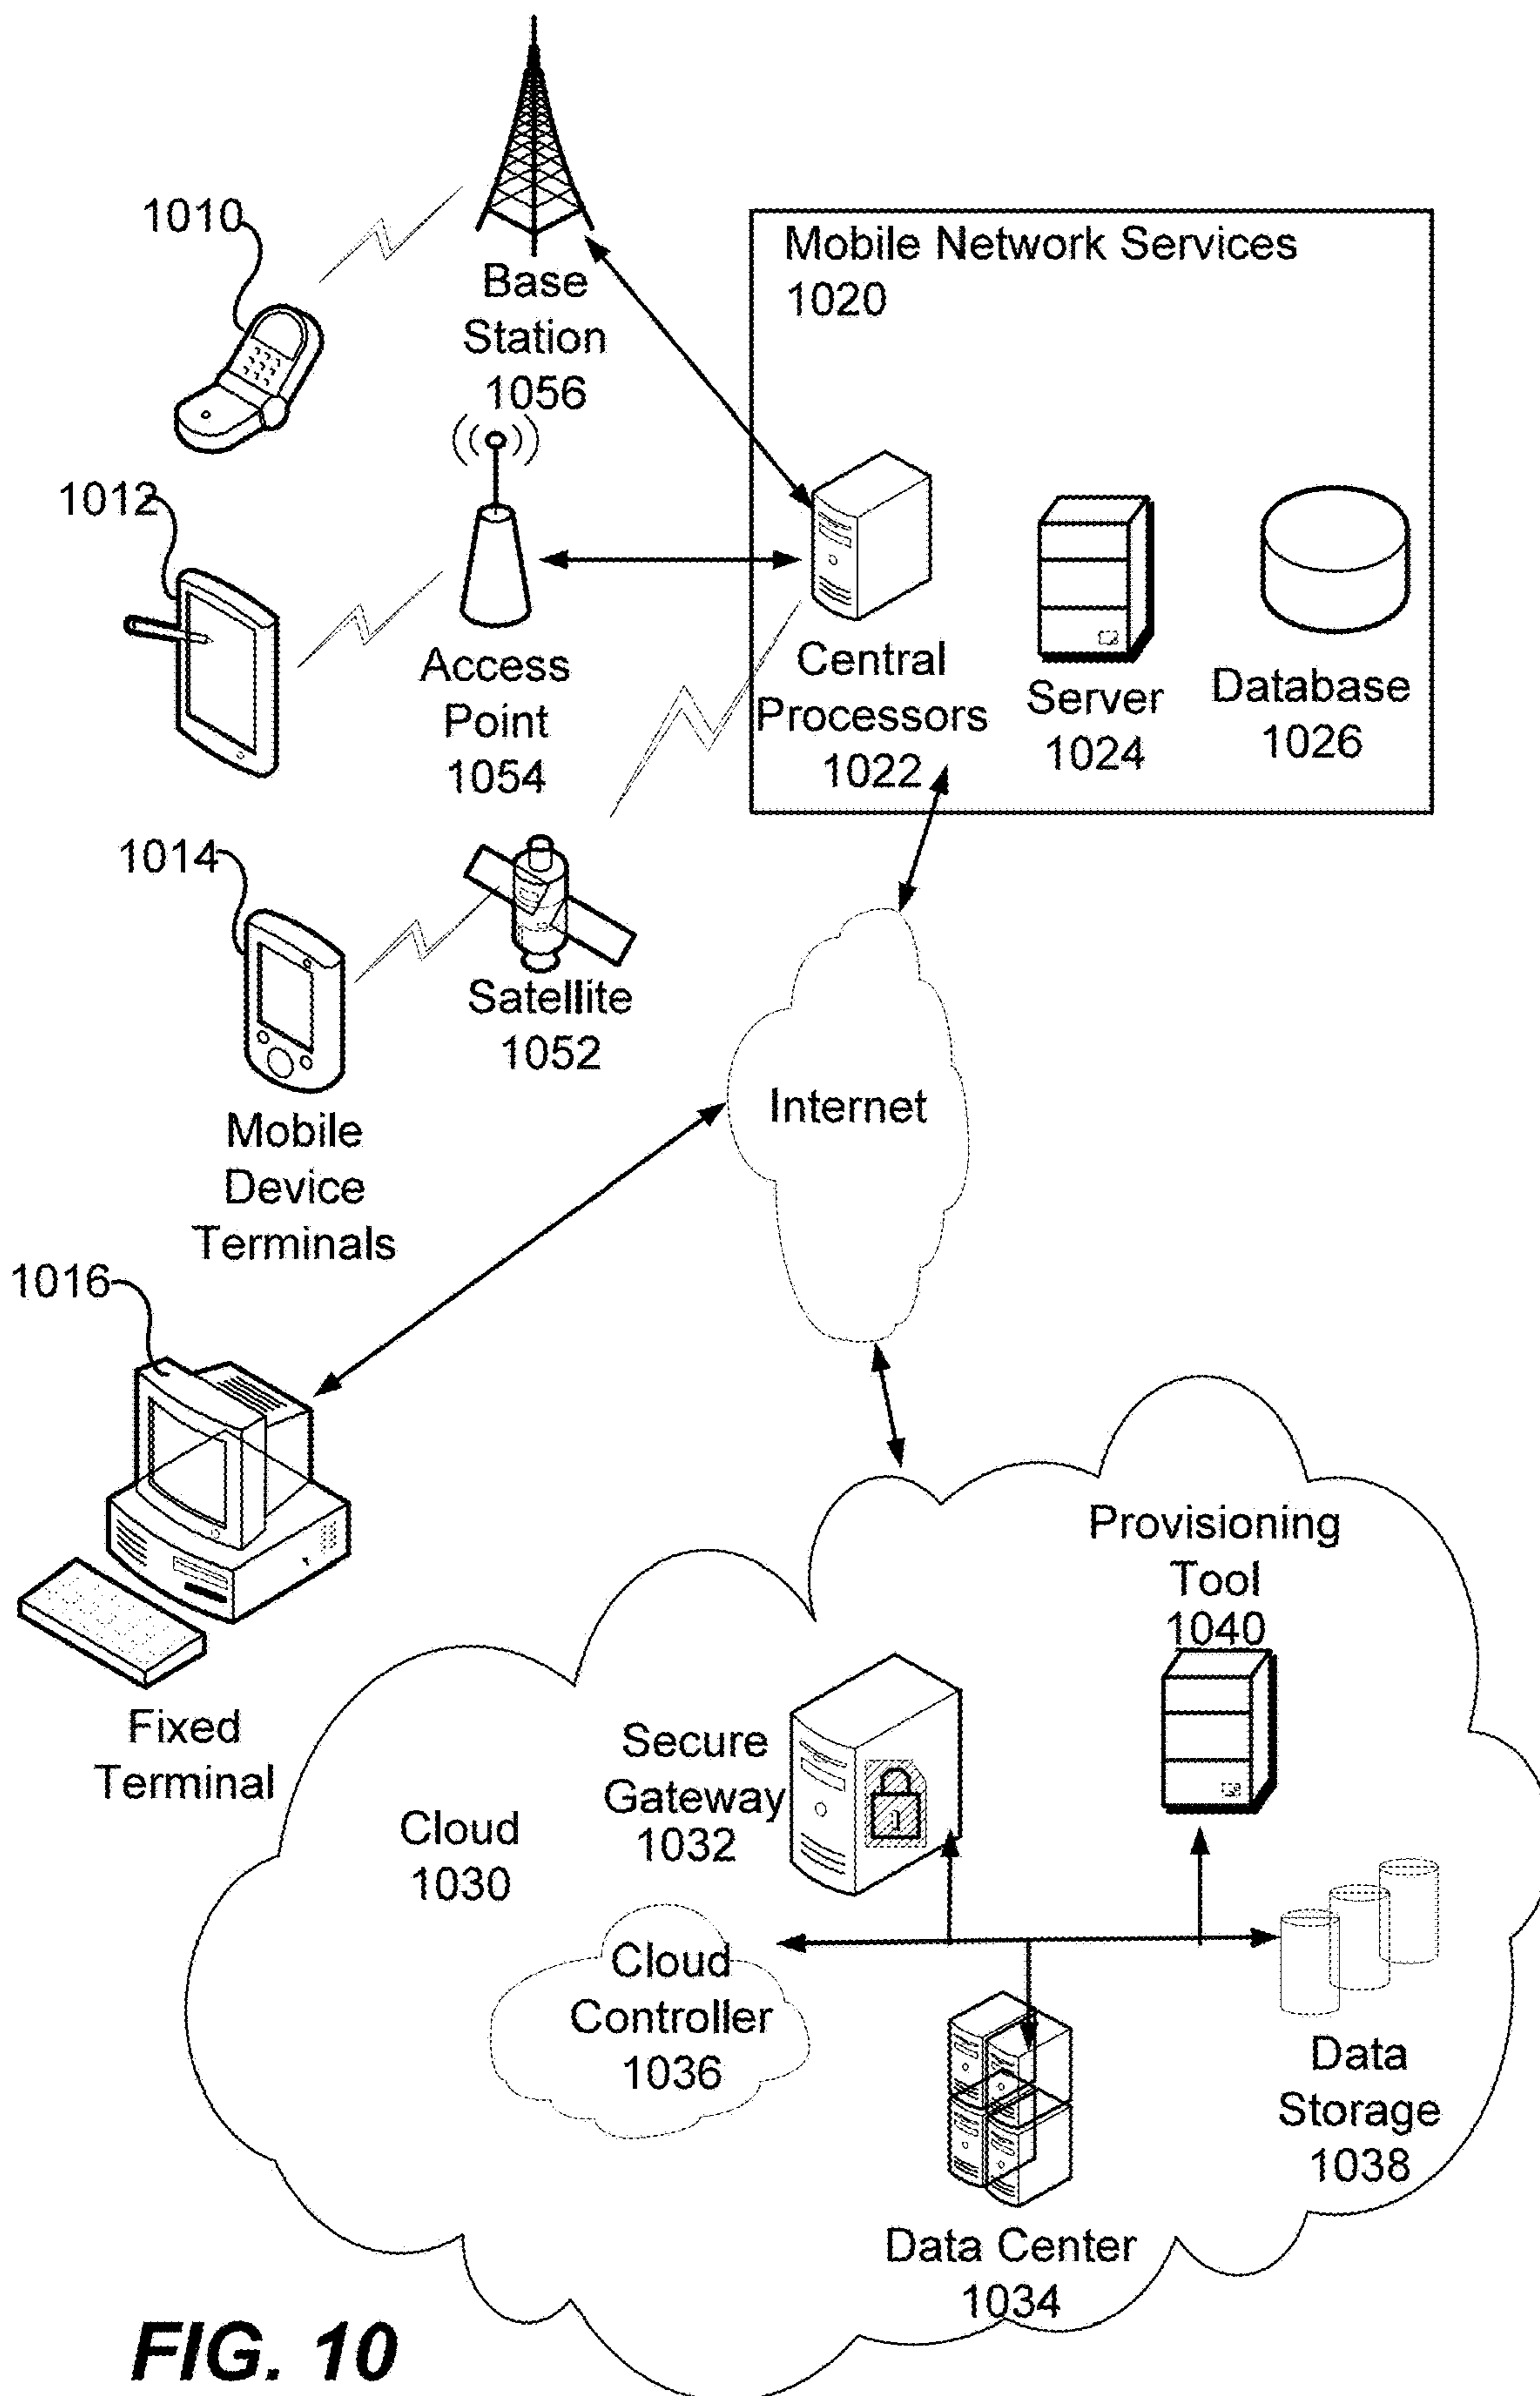 1010
Base
Station
1056
Mobile Network Services
1020
1012
Access
Point
1054
Central
Processors
1022
Server
1024
Database
1026
1014
Satellite
1052
Mobile
Device
Terminals
Internet
1016
Fixed
Terminal
Provisioning
Tool
1040
Secure
Gateway
1032
Cloud
1030
Cloud
Controller
1036
Data
Storage
1038
Data Center
1034
FIG. 10